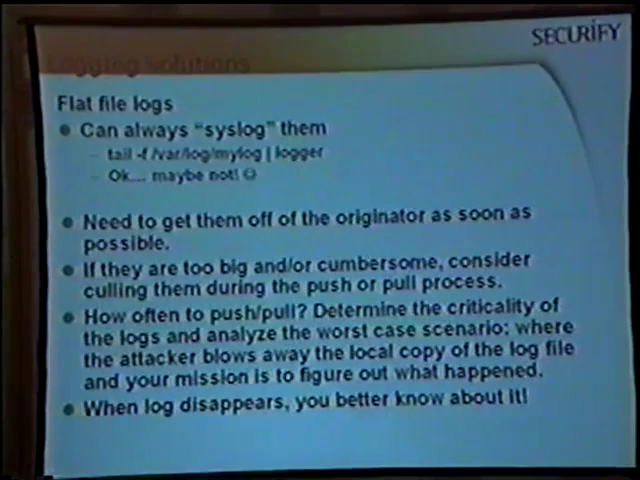 SECURIFY
Logging Solutions
Flat file logs
Can always "syslog" them
– tail -f /var/log/mylog | logger
– Ok... maybe not! ☺
Need to get them off of the originator as soon as
possible.
If they are too big and/or cumbersome, consider
culling them during the push or pull process.
How often to push/pull? Determine the criticality of
the logs and analyze the worst case scenario: where
the attacker blows away the local copy of the log file
and your mission is to figure out what happened.
When log disappears, you better know about it!